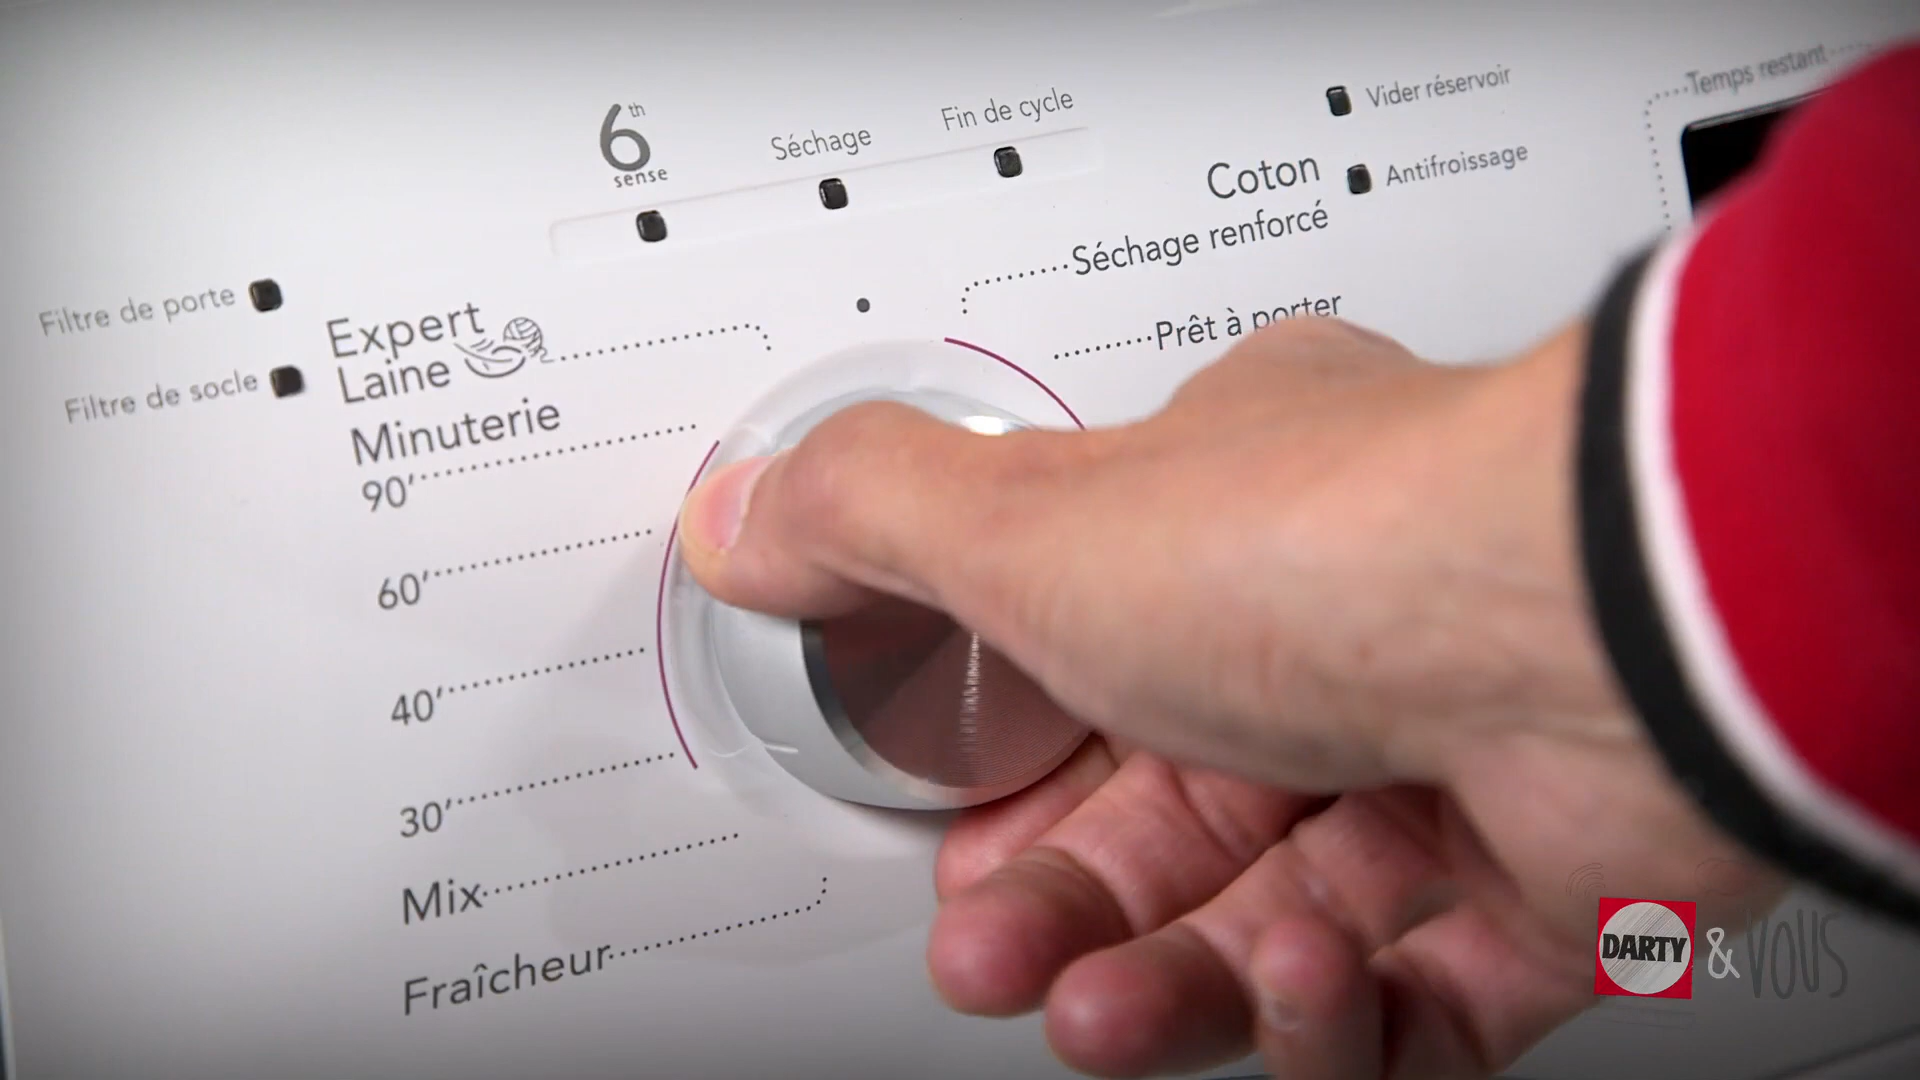 6th
sense
Séchage
Fin de cycle
Vider réservoir
Temps restant
Coton
Antifroissage
Séchage renforcé
Prêt à porter
Filtre de porte
Filtre de socle
Expert
Laine
Minuterie
90'
60'
40'
30'
Mix
Fraîcheur
DARTY & VOUS